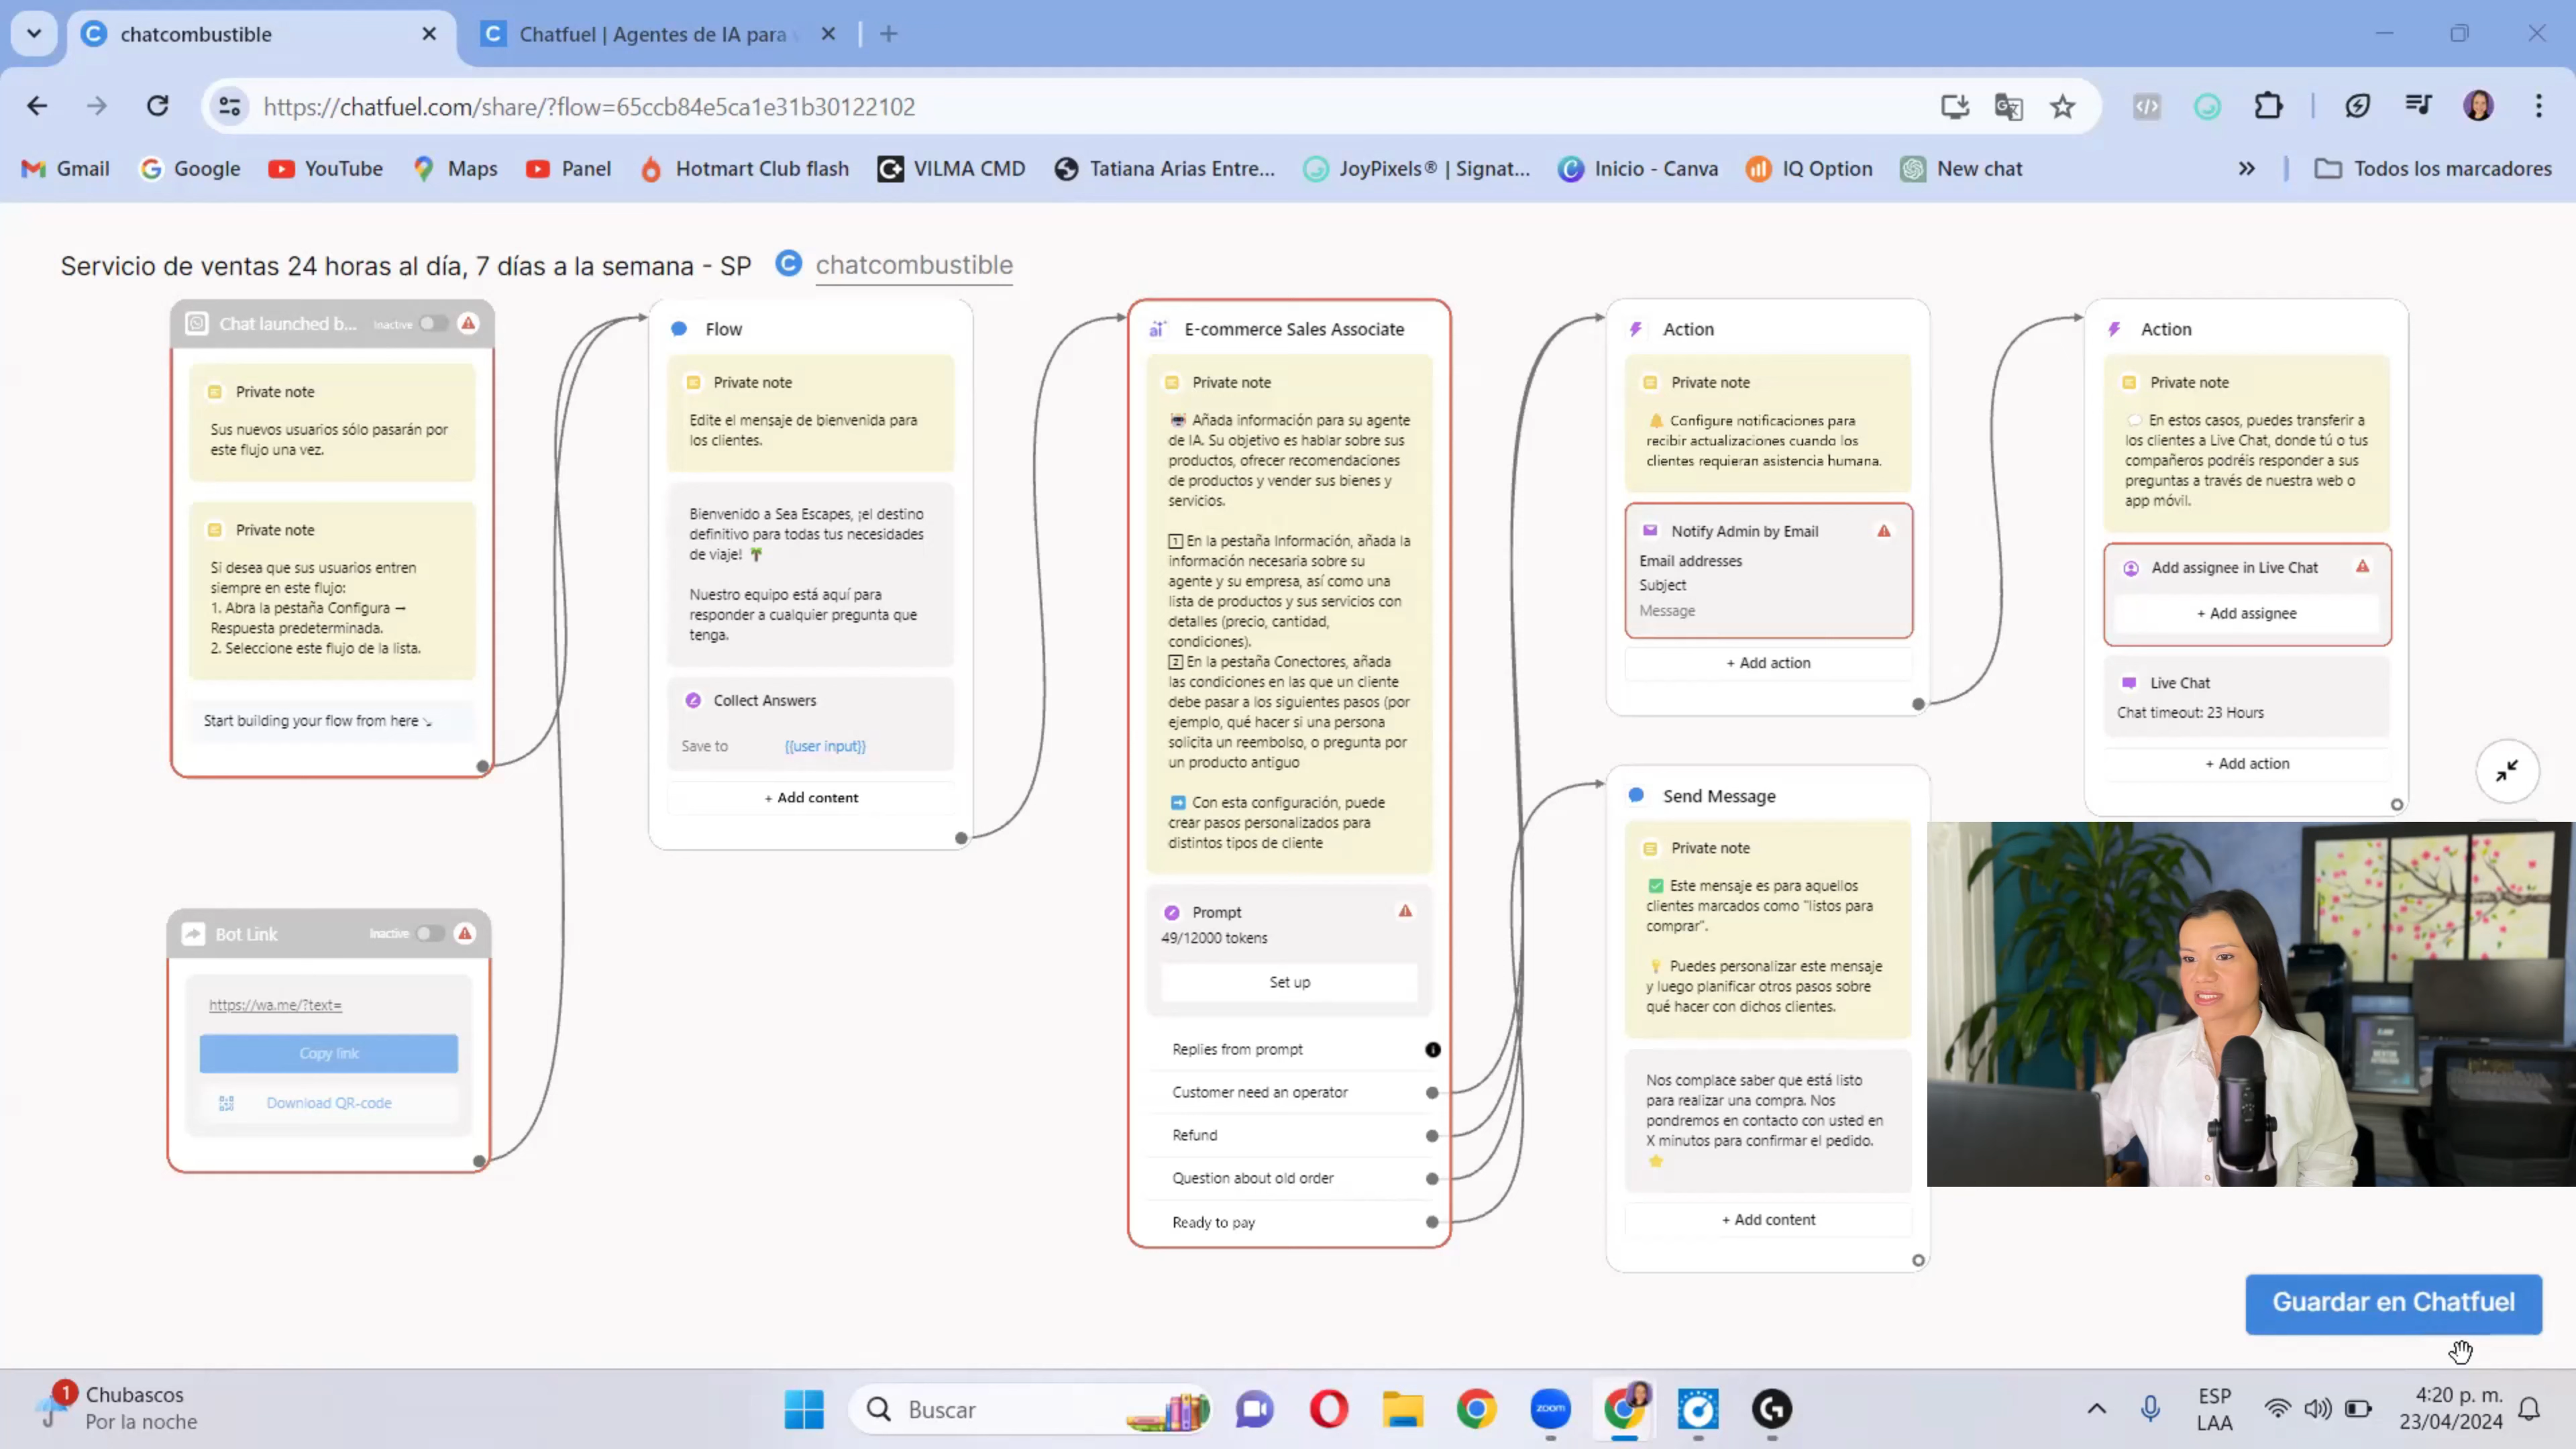 chatcombustible
Chatfuel | Agentes de IA para
https://chatfuel.com/share/?flow=65ccb84e5ca1e31b30122102
Gmail
Google
YouTube
Maps
Panel
Hotmart Club flash
VILMA CMD
Tatiana Arias Entre...
JoyPixels® | Signat...
Inicio - Canva
IQ Option
New chat
Todos los marcadores
Servicio de ventas 24 horas al día, 7 días a la semana - SP
chatcombustible
Chat launched b...
Inactive
Private note
Sus nuevos usuarios sólo pasarán por
este flujo una vez.
Private note
Si desea que sus usuarios entren
siempre en este flujo:
1. Abra la pestaña Configura →
Respuesta predeterminada.
2. Seleccione este flujo de la lista.
Start building your flow from here ↘
Bot Link
Inactive
https://wa.me/?text=
Copy link
Download QR-code
Flow
Private note
Edite el mensaje de bienvenida para
los clientes.
Bienvenido a Sea Escapes, ¡el destino
definitivo para todas tus necesidades
de viaje! 🌴
Nuestro equipo está aquí para
responder a cualquier pregunta que
tenga.
Collect Answers
Save to
{{user input}}
+ Add content
ai
E-commerce Sales Associate
Private note
Añada información para su agente
de IA. Su objetivo es hablar sobre sus
productos, ofrecer recomendaciones
de productos y vender sus bienes y
servicios.
1 En la pestaña Información, añada la
información necesaria sobre su
agente y su empresa, así como una
lista de productos y sus servicios con
detalles (precio, cantidad,
condiciones).
2 En la pestaña Conectores, añada
las condiciones en las que un cliente
debe pasar a los siguientes pasos (por
ejemplo, qué hacer si una persona
solicita un reembolso, o pregunta por
un producto antiguo
➡ Con esta configuración, puede
crear pasos personalizados para
distintos tipos de cliente
Prompt
49/12000 tokens
Set up
Replies from prompt
Customer need an operator
Refund
Question about old order
Ready to pay
Action
Private note
🔔 Configure notificaciones para
recibir actualizaciones cuando los
clientes requieran asistencia humana.
Notify Admin by Email
Email addresses
Subject
Message
+ Add action
Send Message
Private note
✅ Este mensaje es para aquellos
clientes marcados como "listos para
comprar".
💡 Puedes personalizar este mensaje
y luego planificar otros pasos sobre
qué hacer con dichos clientes.
Nos complace saber que está listo
para realizar una compra. Nos
pondremos en contacto con usted en
X minutos para confirmar el pedido.
⭐
+ Add content
Action
Private note
💬 En estos casos, puedes transferir a
los clientes a Live Chat, donde tú o tus
compañeros podréis responder a sus
preguntas a través de nuestra web o
app móvil.
Add assignee in Live Chat
+ Add assignee
Live Chat
Chat timeout: 23 Hours
+ Add action
Guardar en Chatfuel
1
Chubascos
Por la noche
Buscar
zoom
ESP
LAA
4:20 p. m.
23/04/2024